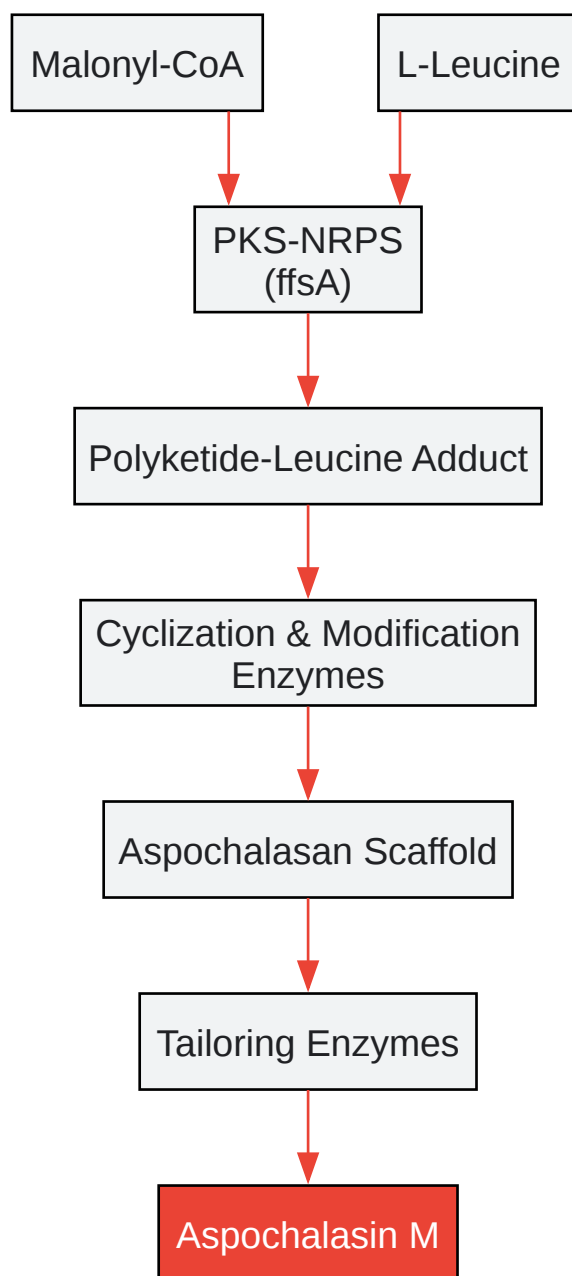 Malonyl-CoA
L-Leucine
PKS-NRPS
(ffsA)
Polyketide-Leucine Adduct
Cyclization & Modification
Enzymes
Aspochalasan Scaffold
Tailoring Enzymes
Aspochalasin M